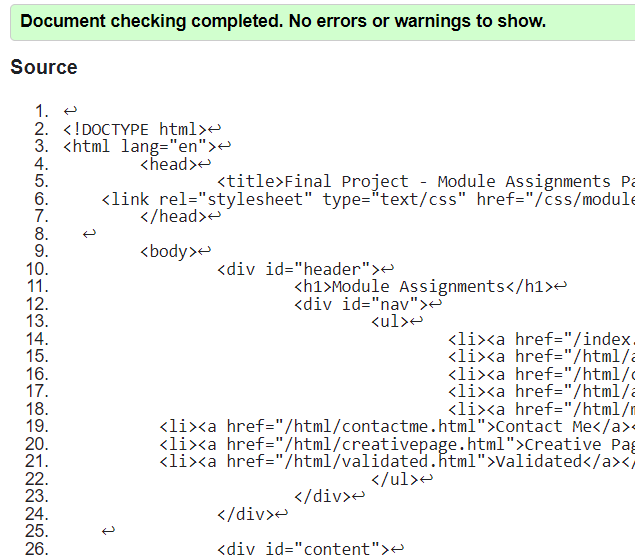 Document checking completed. No errors or warnings to show.
Source
1. ↩
2. <!DOCTYPE html>↩
3. <html lang="en">↩
4. <head>↩
5. <title>Final Project - Module Assignments
6. <link rel="stylesheet" type="text/css" href="/css/module
7. </head>↩
8. ↩
9. <body>↩
10. <div id="header">↩
11. <h1>Module Assignments</h1>↩
12. <div id="nav">↩
13. <ul>↩
14. <li><a href="/index.
15. <li><a href="/html/
16. <li><a href="/html/
17. <li><a href="/html/
18. <li><a href="/html/
19. <li><a href="/html/contactme.html">Contact Me</a><
20. <li><a href="/html/creativepage.html">Creative Pag
21. <li><a href="/html/validated.html">Validated</a></
22. </ul>↩
23. </div>↩
24. </div>↩
25. ↩
26. <div id="content">↩